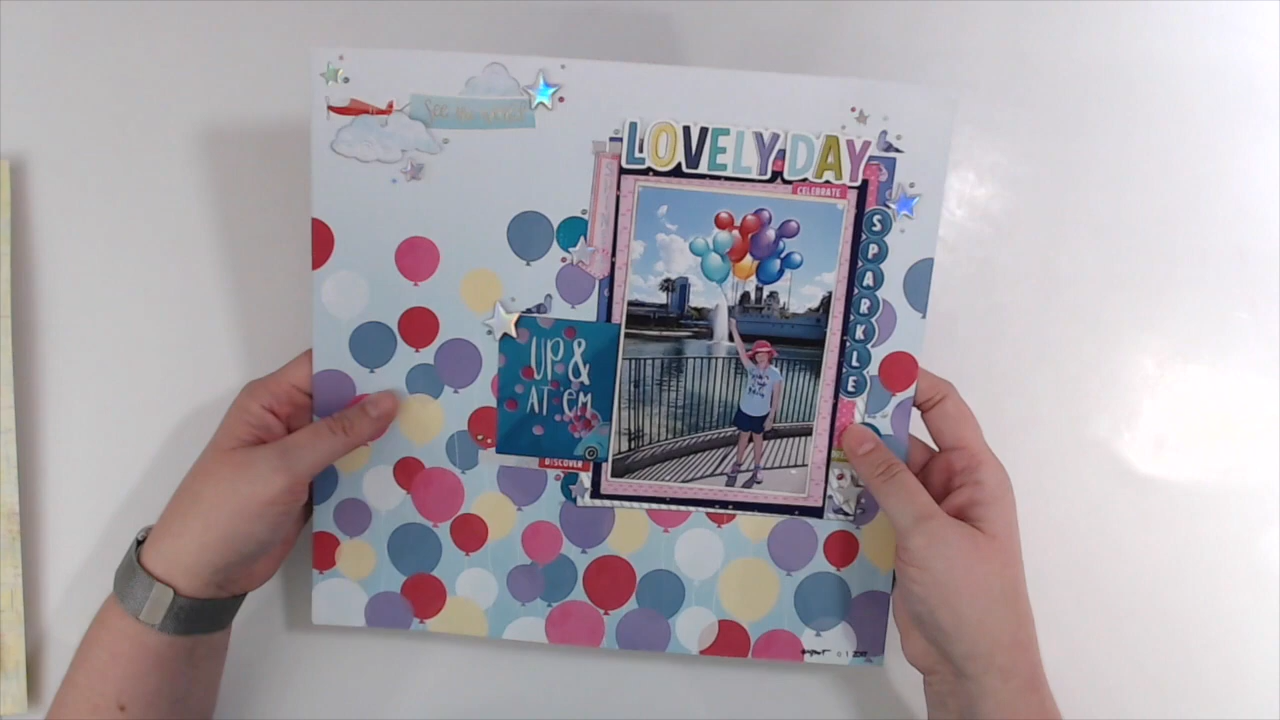 See the world
LOVELY DAY
CELEBRATE
SPARKLE
UP &
AT 'EM
DISCOVER